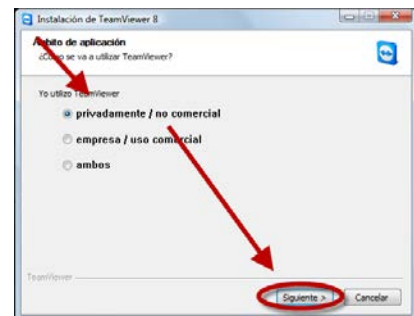 Instalación de TeamViewer 8
Ámbito de aplicación
¿Cómo se va a utilizar TeamViewer?
Yo utilizo TeamViewer
privadamente / no comercial
empresa / uso comercial
ambos
TeamViewer
Siguiente >
Cancelar